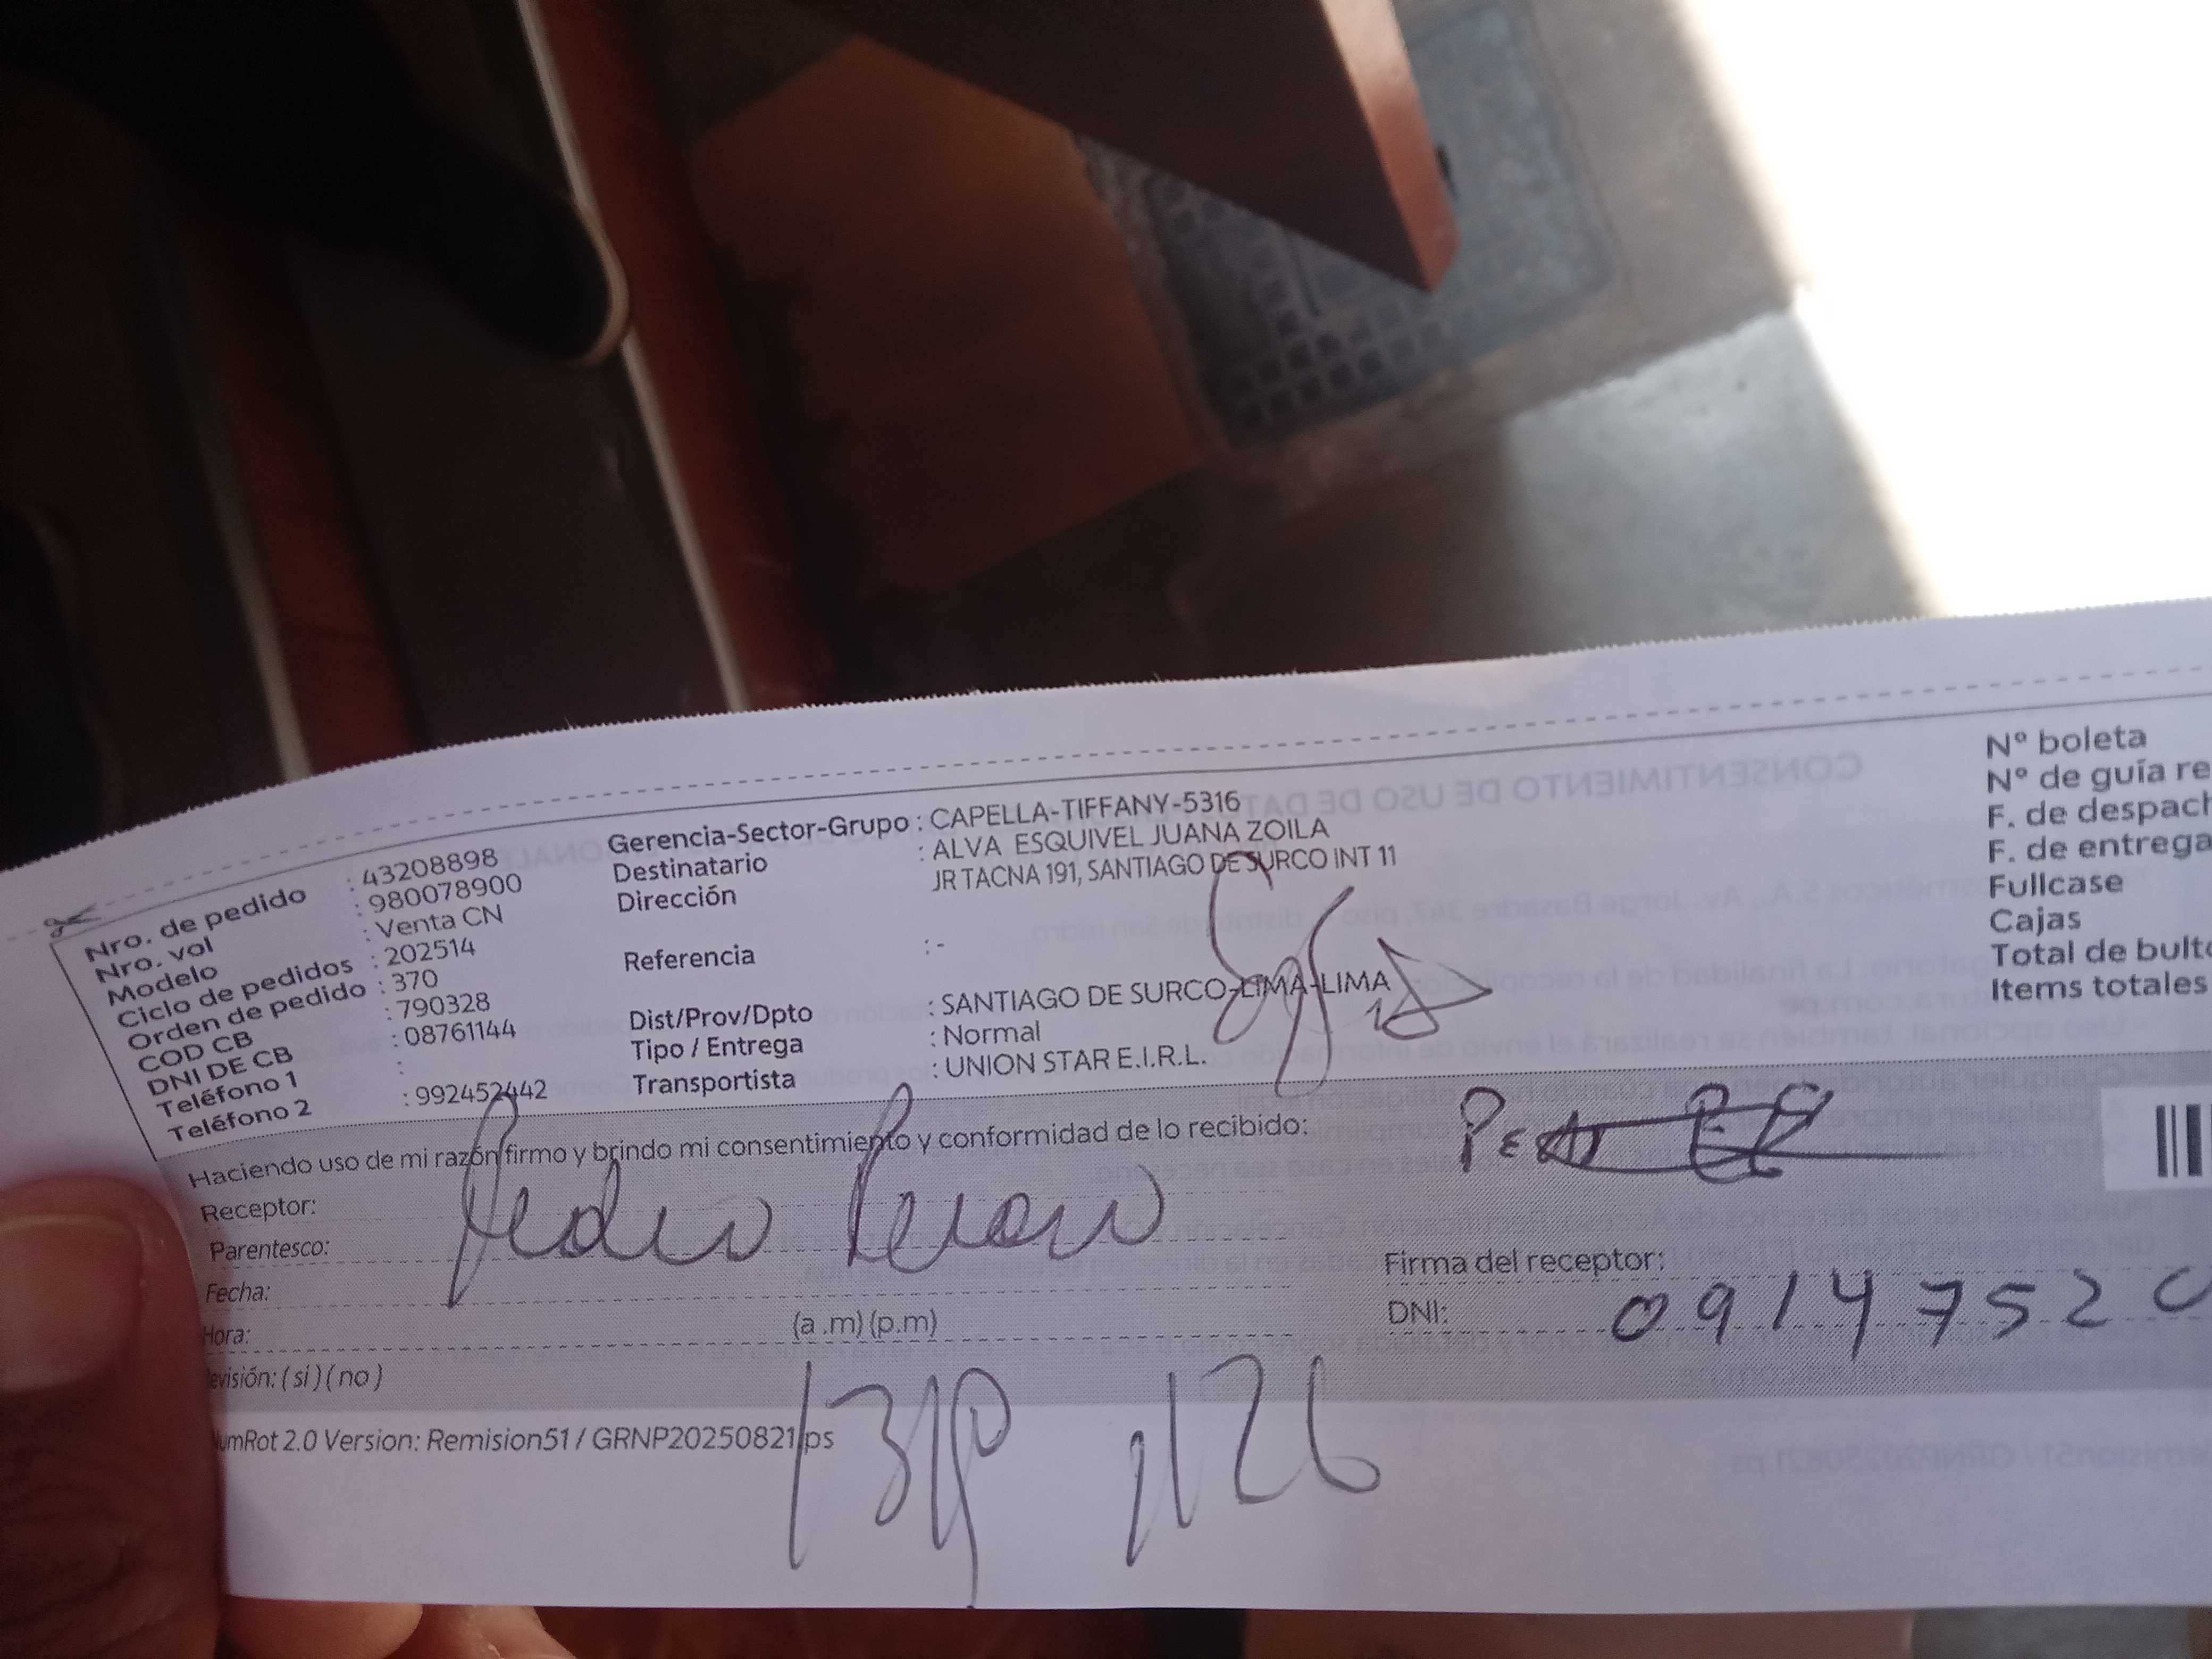 Nro. de pedido : 43208898
Nro. vol : 980078900
Modelo : Venta CN
Ciclo de pedidos : 202514
Orden de pedido : 370
COD CB : 790328
DNI DE CB : 08761144
Teléfono 1 :
Teléfono 2 : 992452442
Gerencia-Sector-Grupo : CAPELLA-TIFFANY-5316
Destinatario : ALVA ESQUIVEL JUANA ZOILA
Dirección JR TACNA 191, SANTIAGO DE SURCO INT 11
Referencia : -
Dist/Prov/Dpto : SANTIAGO DE SURCO-LIMA-LIMA
Tipo / Entrega : Normal
Transportista : UNION STAR E.I.R.L.
N° boleta
N° de guía re
F. de despach
F. de entrega
Fullcase
Cajas
Total de bulto
Items totales
Haciendo uso de mi razón firmo y brindo mi consentimiento y conformidad de lo recibido:
Receptor:
Pedro
Parentesco:
Fecha:
Hora: (a .m) (p.m)
evisión: ( si ) ( no )
Firma del receptor:
DNI: 0914752
umRot 2.0 Version: Remision51 / GRNP20250821.ps